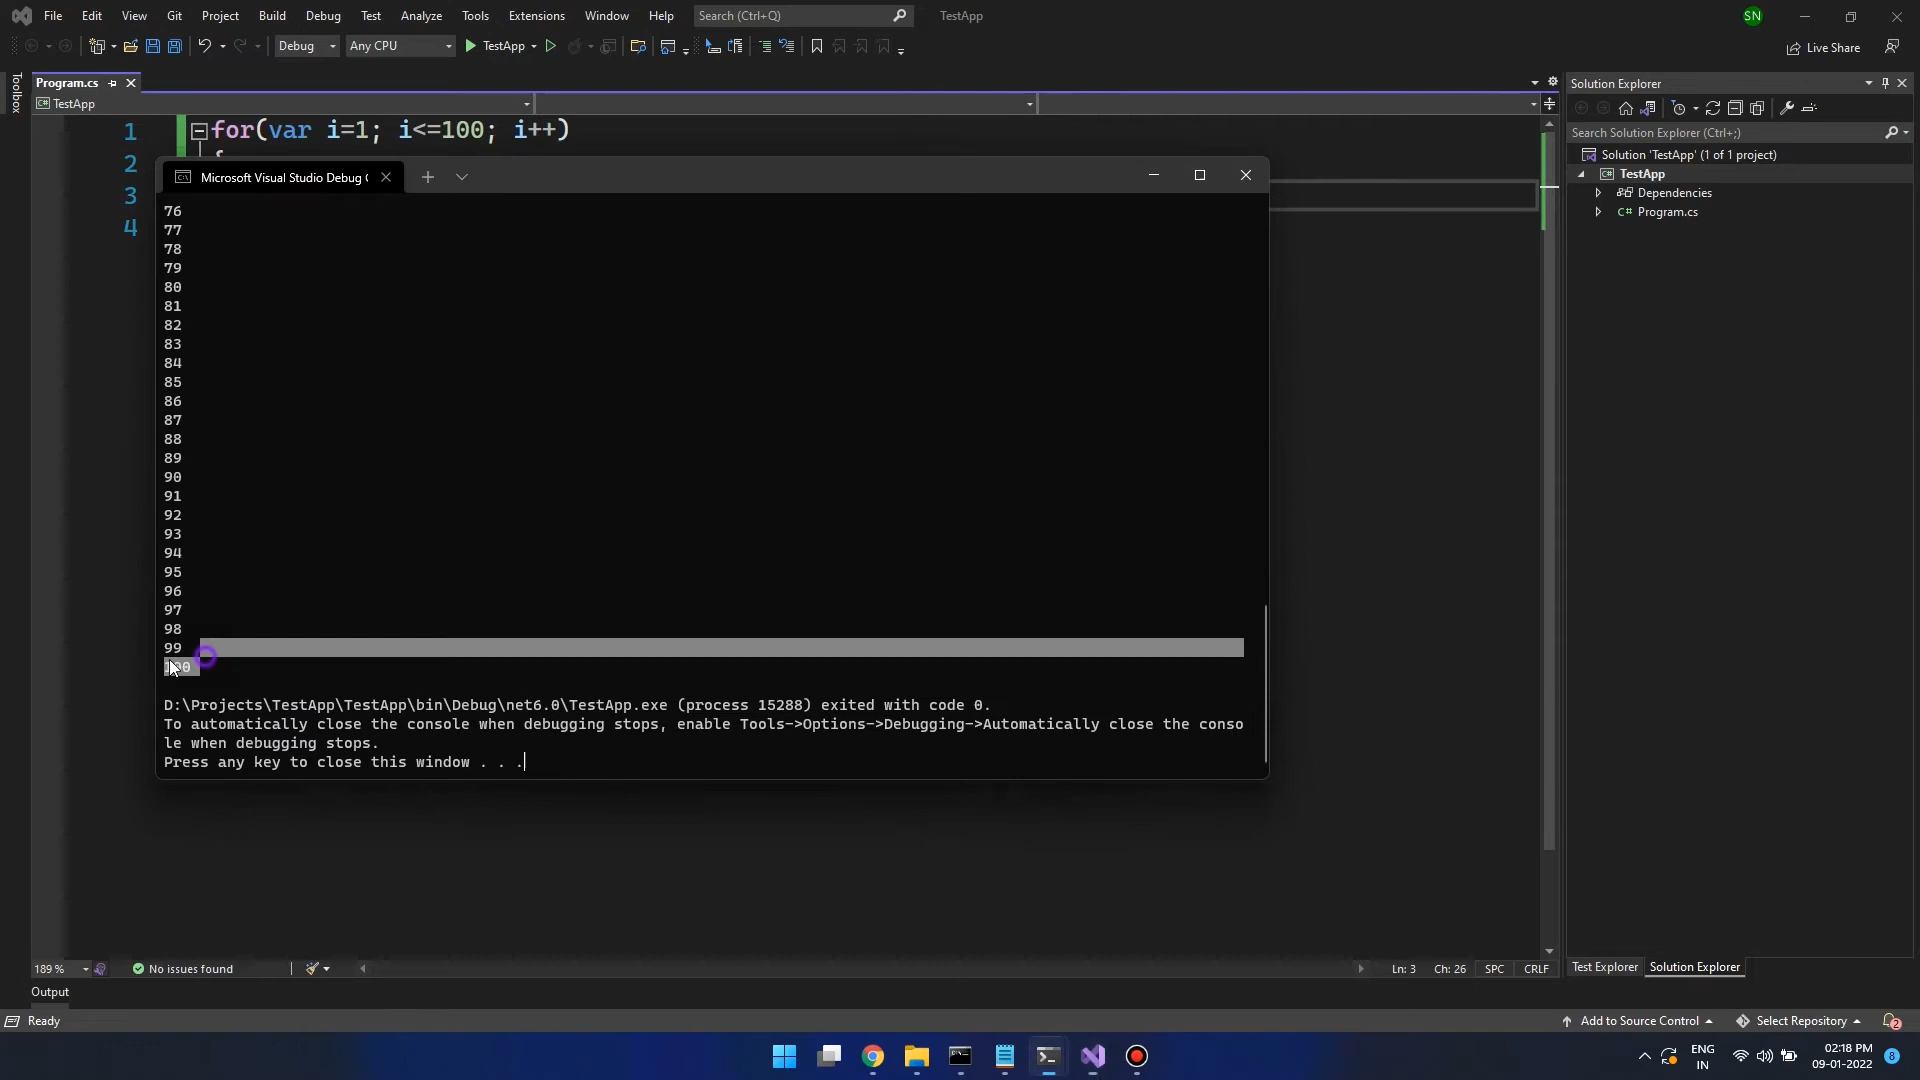 File Edit View Git Project Build Debug Test Analyze Tools Extensions Window Help Search (Ctrl+Q) TestApp SN
Debug Any CPU TestApp Live Share
Toolbox
Program.cs
TestApp
Solution Explorer
Search Solution Explorer (Ctrl+;)
Solution 'TestApp' (1 of 1 project)
TestApp
Dependencies
C# Program.cs
1 for(var i=1; i<=100; i++)
2 {
3
4
Microsoft Visual Studio Debug
76
77
78
79
80
81
82
83
84
85
86
87
88
89
90
91
92
93
94
95
96
97
98
99
100
D:\Projects\TestApp\TestApp\bin\Debug\net6.0\TestApp.exe (process 15288) exited with code 0.
To automatically close the console when debugging stops, enable Tools->Options->Debugging->Automatically close the conso
le when debugging stops.
Press any key to close this window . . .
189 % No issues found Ln: 3 Ch: 26 SPC CRLF
Test Explorer Solution Explorer
Output
Ready Add to Source Control Select Repository 2
ENG
IN
02:18 PM
09-01-2022
8